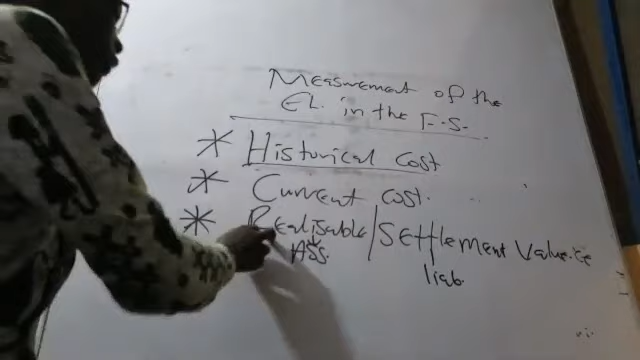 Measurement of the
EL. in the F.S.
* Historical Cost
* Current cost.
* Realisable/Settlement Value
Ass.
liab.